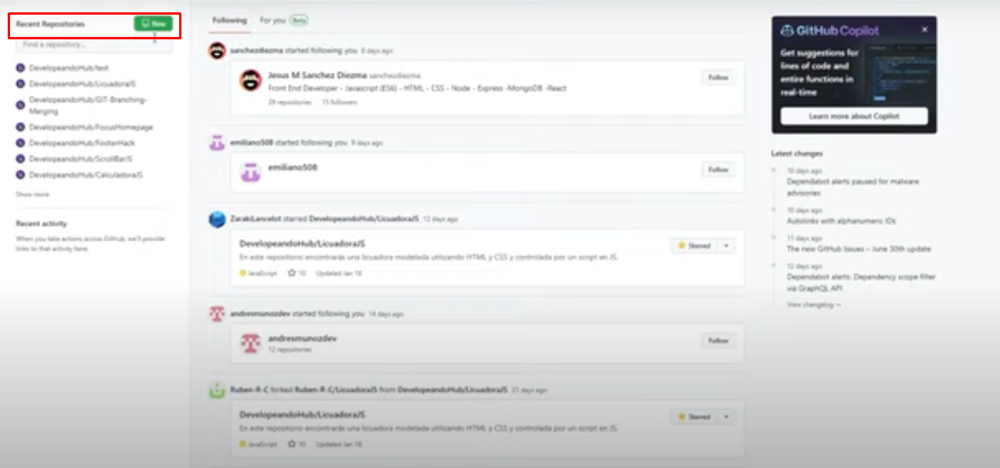 Recent Repositories
New
Find a repository...
DevelopeandoHub/test
DevelopeandoHub/LicuadoraJS
DevelopeandoHub/GIT-Branching-
Merging
DevelopeandoHub/FocusHomepage
DevelopeandoHub/FooterHack
DevelopeandoHub/ScrollBarJS
DevelopeandoHub/CalculadoraJS
Show more
Recent activity
When you take actions across GitHub, we'll provide
links to that activity here.
Following For you Beta
sanchezdiezma started following you 8 days ago
Jesus M Sanchez Diezma sanchezdiezma
Front End Developer - Javascript (ES6) - HTML - CSS - Node - Express -MongoDB -React
28 repositories 15 followers
Follow
emiliano508 started following you 9 days ago
emiliano508
Follow
ZarakiLancelot starred DevelopeandoHub/LicuadoraJS 12 days ago
DevelopeandoHub/LicuadoraJS
En este repositorio encontrarás una licuadora modelada utilizando HTML y CSS y controlada por un script en JS.
JavaScript 10 Updated Jan 18
Starred
andresmunozdev started following you 14 days ago
andresmunozdev
12 repositories
Follow
Ruben-R-C forked Ruben-R-C/LicuadoraJS from DevelopeandoHub/LicuadoraJS 21 days ago
DevelopeandoHub/LicuadoraJS
En este repositorio encontrarás una licuadora modelada utilizando HTML y CSS y controlada por un script en JS.
JavaScript 10 Updated Jan 18
Starred
GitHub Copilot
Get suggestions for
lines of code and
entire functions in
real-time
Learn more about Copilot
Latest changes
10 days ago
Dependabot alerts paused for malware
advisories
10 days ago
Autolinks with alphanumeric IDs
11 days ago
The new GitHub Issues – June 30th update
12 days ago
Dependabot alerts: Dependency scope filter
via GraphQL API
View changelog →